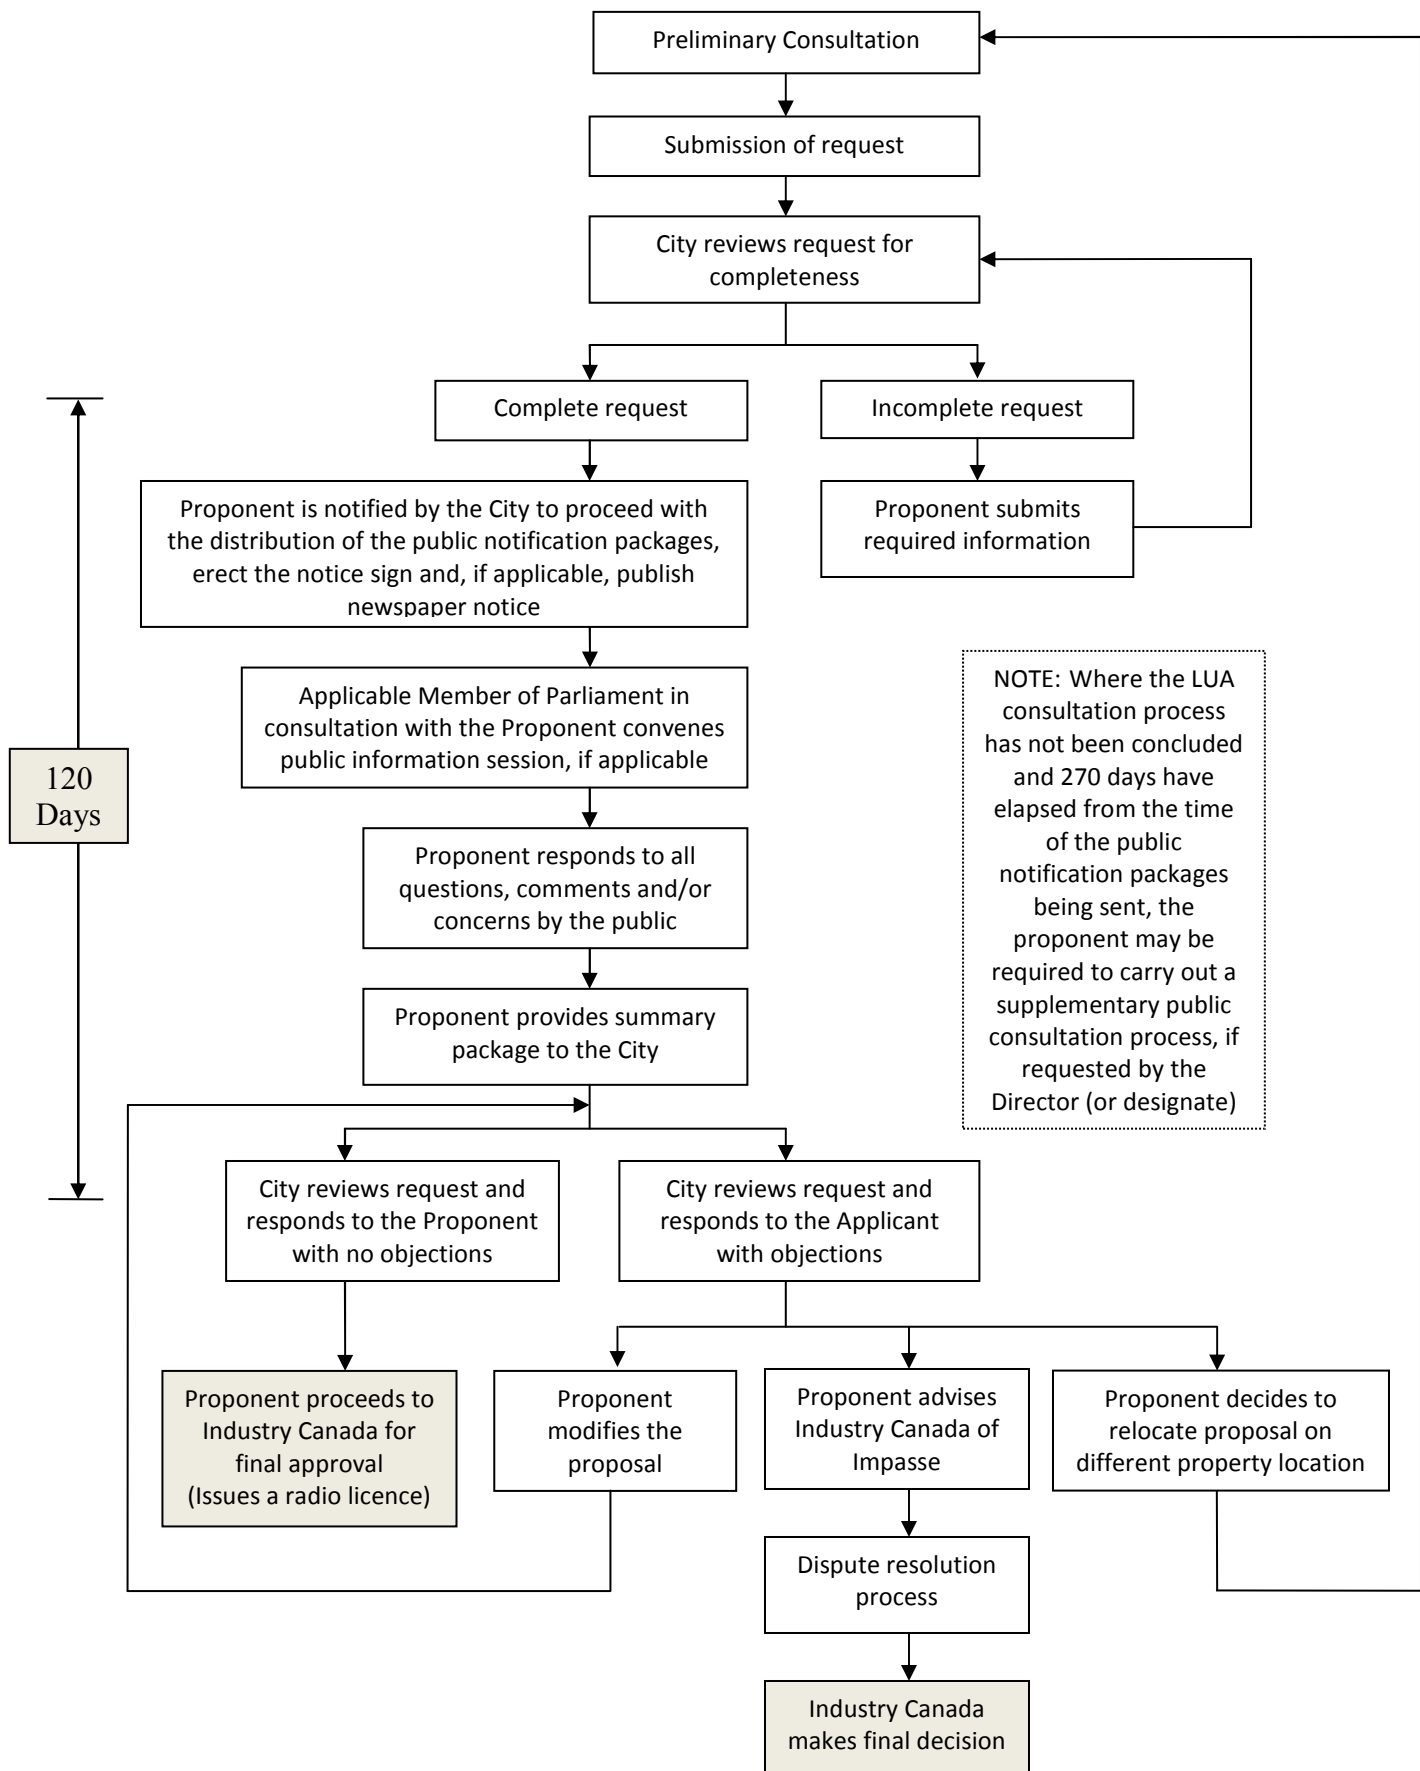 Preliminary Consultation
Submission of request
City reviews request for
completeness
Complete request
Incomplete request
Proponent is notified by the City to proceed with
the distribution of the public notification packages,
erect the notice sign and, if applicable, publish
newspaper notice
Proponent submits
required information
Applicable Member of Parliament in
consultation with the Proponent convenes
public information session, if applicable
NOTE: Where the LUA
consultation process
has not been concluded
and 270 days have
elapsed from the time
of the public
notification packages
being sent, the
proponent may be
required to carry out a
supplementary public
consultation process, if
requested by the
Director (or designate)
120
Days
Proponent responds to all
questions, comments and/or
concerns by the public
Proponent provides summary
package to the City
City reviews request and
responds to the Proponent
with no objections
City reviews request and
responds to the Applicant
with objections
Proponent proceeds to
Industry Canada for
final approval
(Issues a radio licence)
Proponent
modifies the
proposal
Proponent advises
Industry Canada of
Impasse
Proponent decides to
relocate proposal on
different property location
Dispute resolution
process
Industry Canada
makes final decision